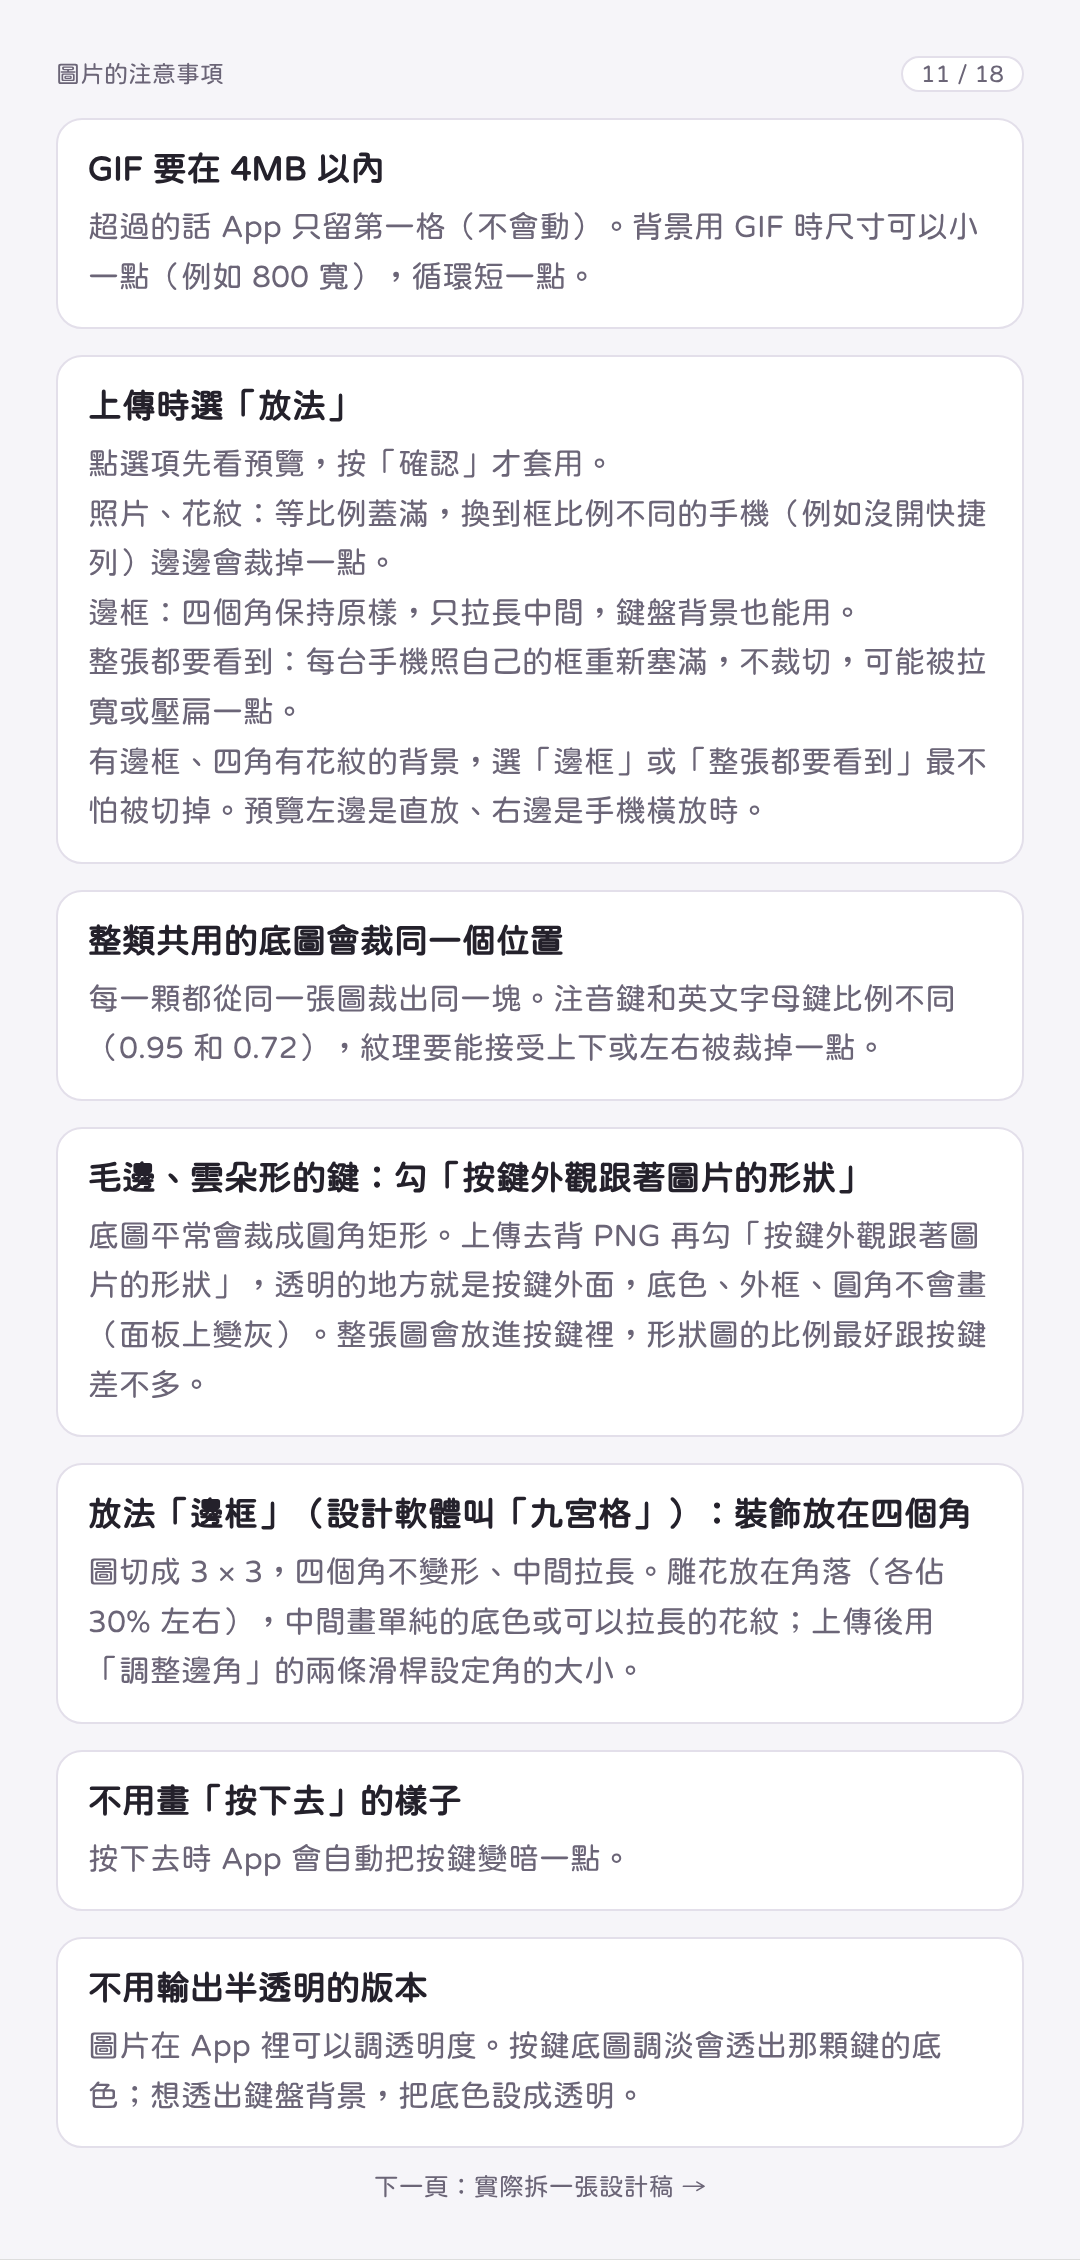 圖片的注意事項
11 / 18
GIF 要在 4MB 以內
超過的話 App 只留第一格（不會動）。背景用 GIF 時尺寸可以小
一點（例如 800 寬），循環短一點。
上傳時選「放法」
點選項先看預覽，按「確認」才套用。
照片、花紋：等比例蓋滿，換到框比例不同的手機（例如沒開快捷
列）邊邊會裁掉一點。
邊框：四個角保持原樣，只拉長中間，鍵盤背景也能用。
整張都要看到：每台手機照自己的框重新塞滿，不裁切，可能被拉
寬或壓扁一點。
有邊框、四角有花紋的背景，選「邊框」或「整張都要看到」最不
怕被切掉。預覽左邊是直放、右邊是手機橫放時。
整類共用的底圖會裁同一個位置
每一顆都從同一張圖裁出同一塊。注音鍵和英文字母鍵比例不同
（0.95 和 0.72），紋理要能接受上下或左右被裁掉一點。
毛邊、雲朵形的鍵：勾「按鍵外觀跟著圖片的形狀」
底圖平常會裁成圓角矩形。上傳去背 PNG 再勾「按鍵外觀跟著圖
片的形狀」，透明的地方就是按鍵外面，底色、外框、圓角不會畫
（面板上變灰）。整張圖會放進按鍵裡，形狀圖的比例最好跟按鍵
差不多。
放法「邊框」（設計軟體叫「九宮格」）：裝飾放在四個角
圖切成 3 × 3，四個角不變形、中間拉長。雕花放在角落（各佔
30% 左右），中間畫單純的底色或可以拉長的花紋；上傳後用
「調整邊角」的兩條滑桿設定角的大小。
不用畫「按下去」的樣子
按下去時 App 會自動把按鍵變暗一點。
不用輸出半透明的版本
圖片在 App 裡可以調透明度。按鍵底圖調淡會透出那顆鍵的底
色；想透出鍵盤背景，把底色設成透明。
下一頁：實際拆一張設計稿 →